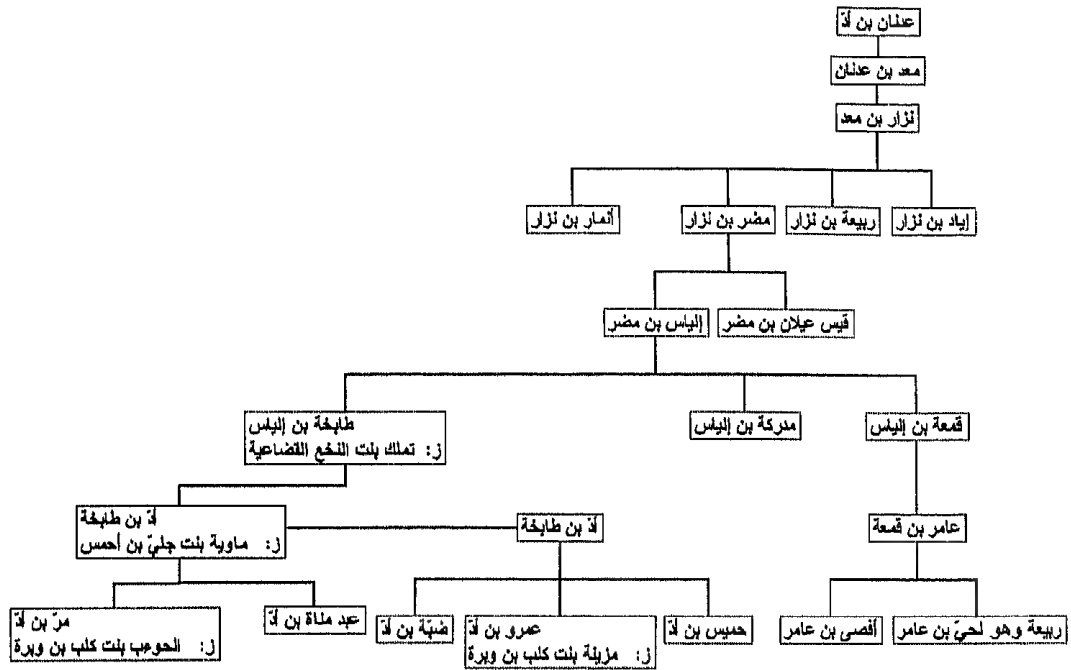 عدنان بن أدّ
معد بن عدنان
نزار بن معد
إياد بن نزار
ربيعة بن نزار
مضر بن نزار
أنمار بن نزار
قيس عيلان بن مضر
إلياس بن مضر
قمعة بن إلياس
مدركة بن إلياس
طابخة بن إلياس
ز: تملك بنت النخع القضاعية
عامر بن قمعة
أدّ بن طابخة
أدّ بن طابخة
ز: ماوية بنت جليّ بن أحمس
ربيعة وهو لحيّ بن عامر
أفصى بن عامر
حميس بن أدّ
عمرو بن أدّ
ز: مزينة بنت كلب بن وبرة
ضبّة بن أدّ
عبد مناة بن أدّ
مرّ بن أدّ
ز: الحوءب بنت كلب بن وبرة